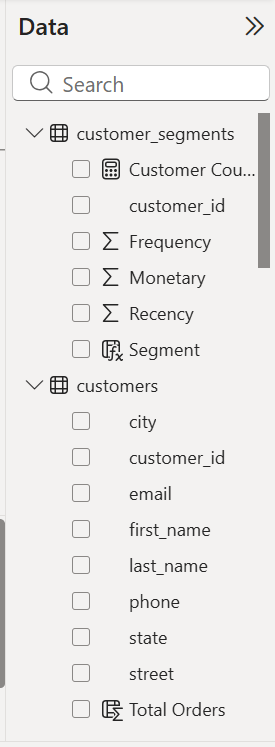 Data
Search
customer_segments
Customer Cou...
customer_id
Frequency
Monetary
Recency
Segment
customers
city
customer_id
email
first_name
last_name
phone
state
street
Total Orders